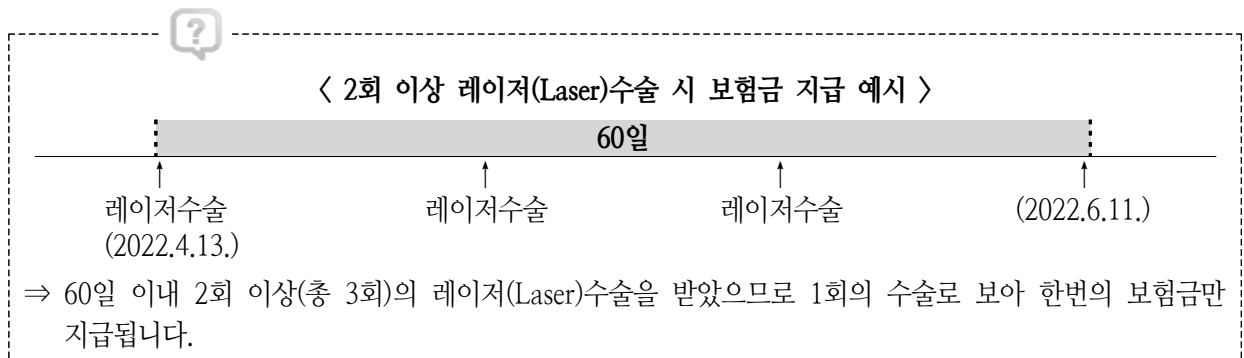 ?
〈 2회 이상 레이저(Laser)수술 시 보험금 지급 예시 〉
60일
↑ ↑ ↑ ↑
레이저수술 레이저수술 레이저수술 (2022.6.11.)
(2022.4.13.)
⇒ 60일 이내 2회 이상(총 3회)의 레이저(Laser)수술을 받았으므로 1회의 수술로 보아 한번의 보험금만
지급됩니다.